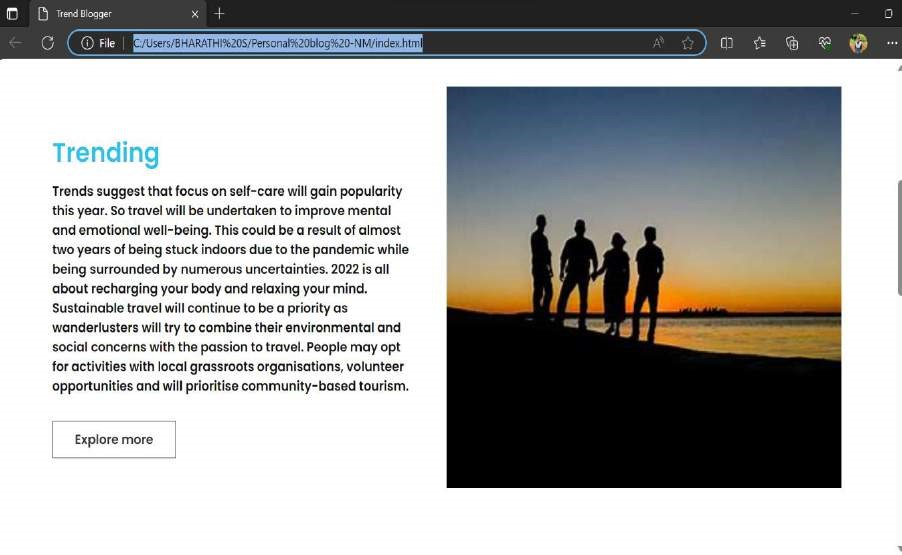 Trend Blogger
File
C:/Users/BHARATHI%20S/Personal%20blog%20-NM/index.html
Trending
Trends suggest that focus on self-care will gain popularity
this year. So travel will be undertaken to improve mental
and emotional well-being. This could be a result of almost
two years of being stuck indoors due to the pandemic while
being surrounded by numerous uncertainties. 2022 is all
about recharging your body and relaxing your mind.
Sustainable travel will continue to be a priority as
wanderlusters will try to combine their environmental and
social concerns with the passion to travel. People may opt
for activities with local grassroots organisations, volunteer
opportunities and will prioritise community-based tourism.
Explore more